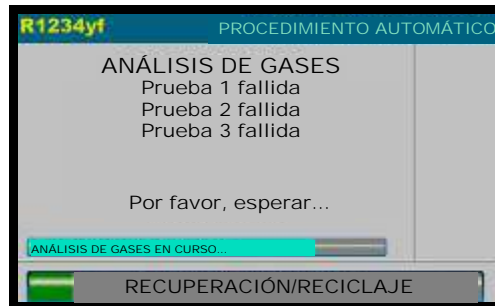 R1234yf PROCEDIMIENTO AUTOMÁTICO
ANÁLISIS DE GASES
Prueba 1 fallida
Prueba 2 fallida
Prueba 3 fallida
Por favor, esperar...
ANÁLISIS DE GASES EN CURSO...
RECUPERACIÓN/RECICLAJE